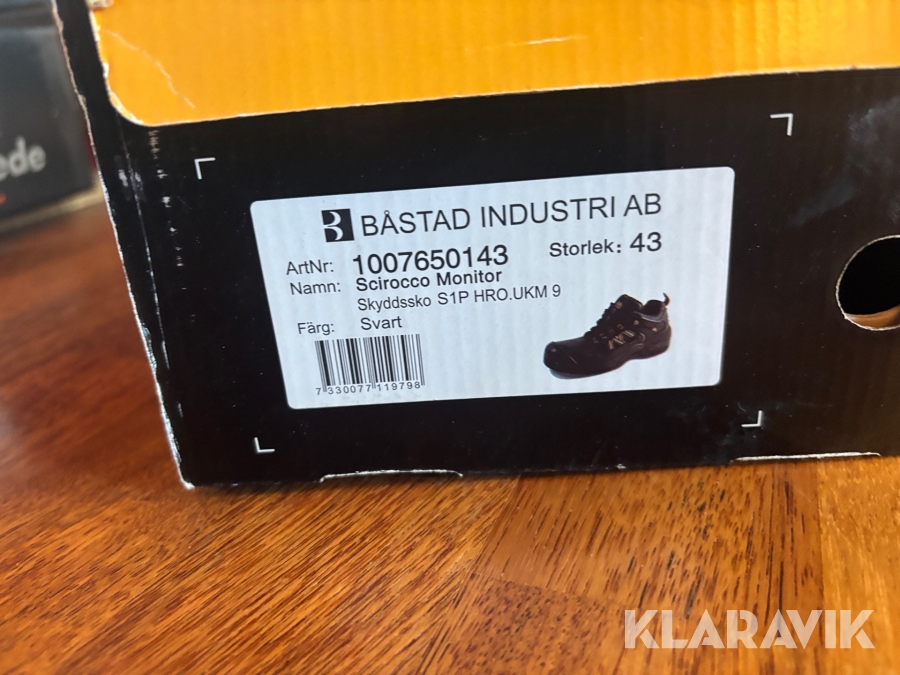 ede
BÅSTAD INDUSTRI AB
ArtNr: 1007650143 Storlek: 43
Namn: Scirocco Monitor
Skyddssko S1P HRO.UKM 9
Färg: Svart
7 330077 119798
KLARAVIK